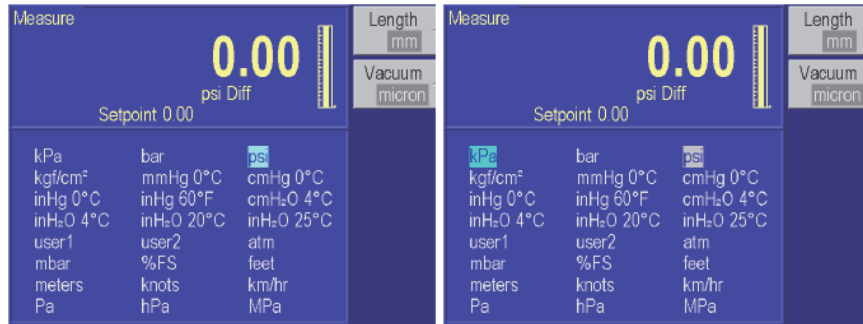 Measure
0.00
psi Diff
Setpoint 0.00
Length
mm
Vacuum
micron
kPa bar psi
kgf/cm² mmHg 0°C cmHg 0°C
inHg 0°C inHg 60°F cmH₂O 4°C
inH₂O 4°C inH₂O 20°C inH₂O 25°C
user1 user2 atm
mbar %FS feet
meters knots km/hr
Pa hPa MPa
Measure
0.00
psi Diff
Setpoint 0.00
Length
mm
Vacuum
micron
kPa bar psi
kgf/cm² mmHg 0°C cmHg 0°C
inHg 0°C inHg 60°F cmH₂O 4°C
inH₂O 4°C inH₂O 20°C inH₂O 25°C
user1 user2 atm
mbar %FS feet
meters knots km/hr
Pa hPa MPa